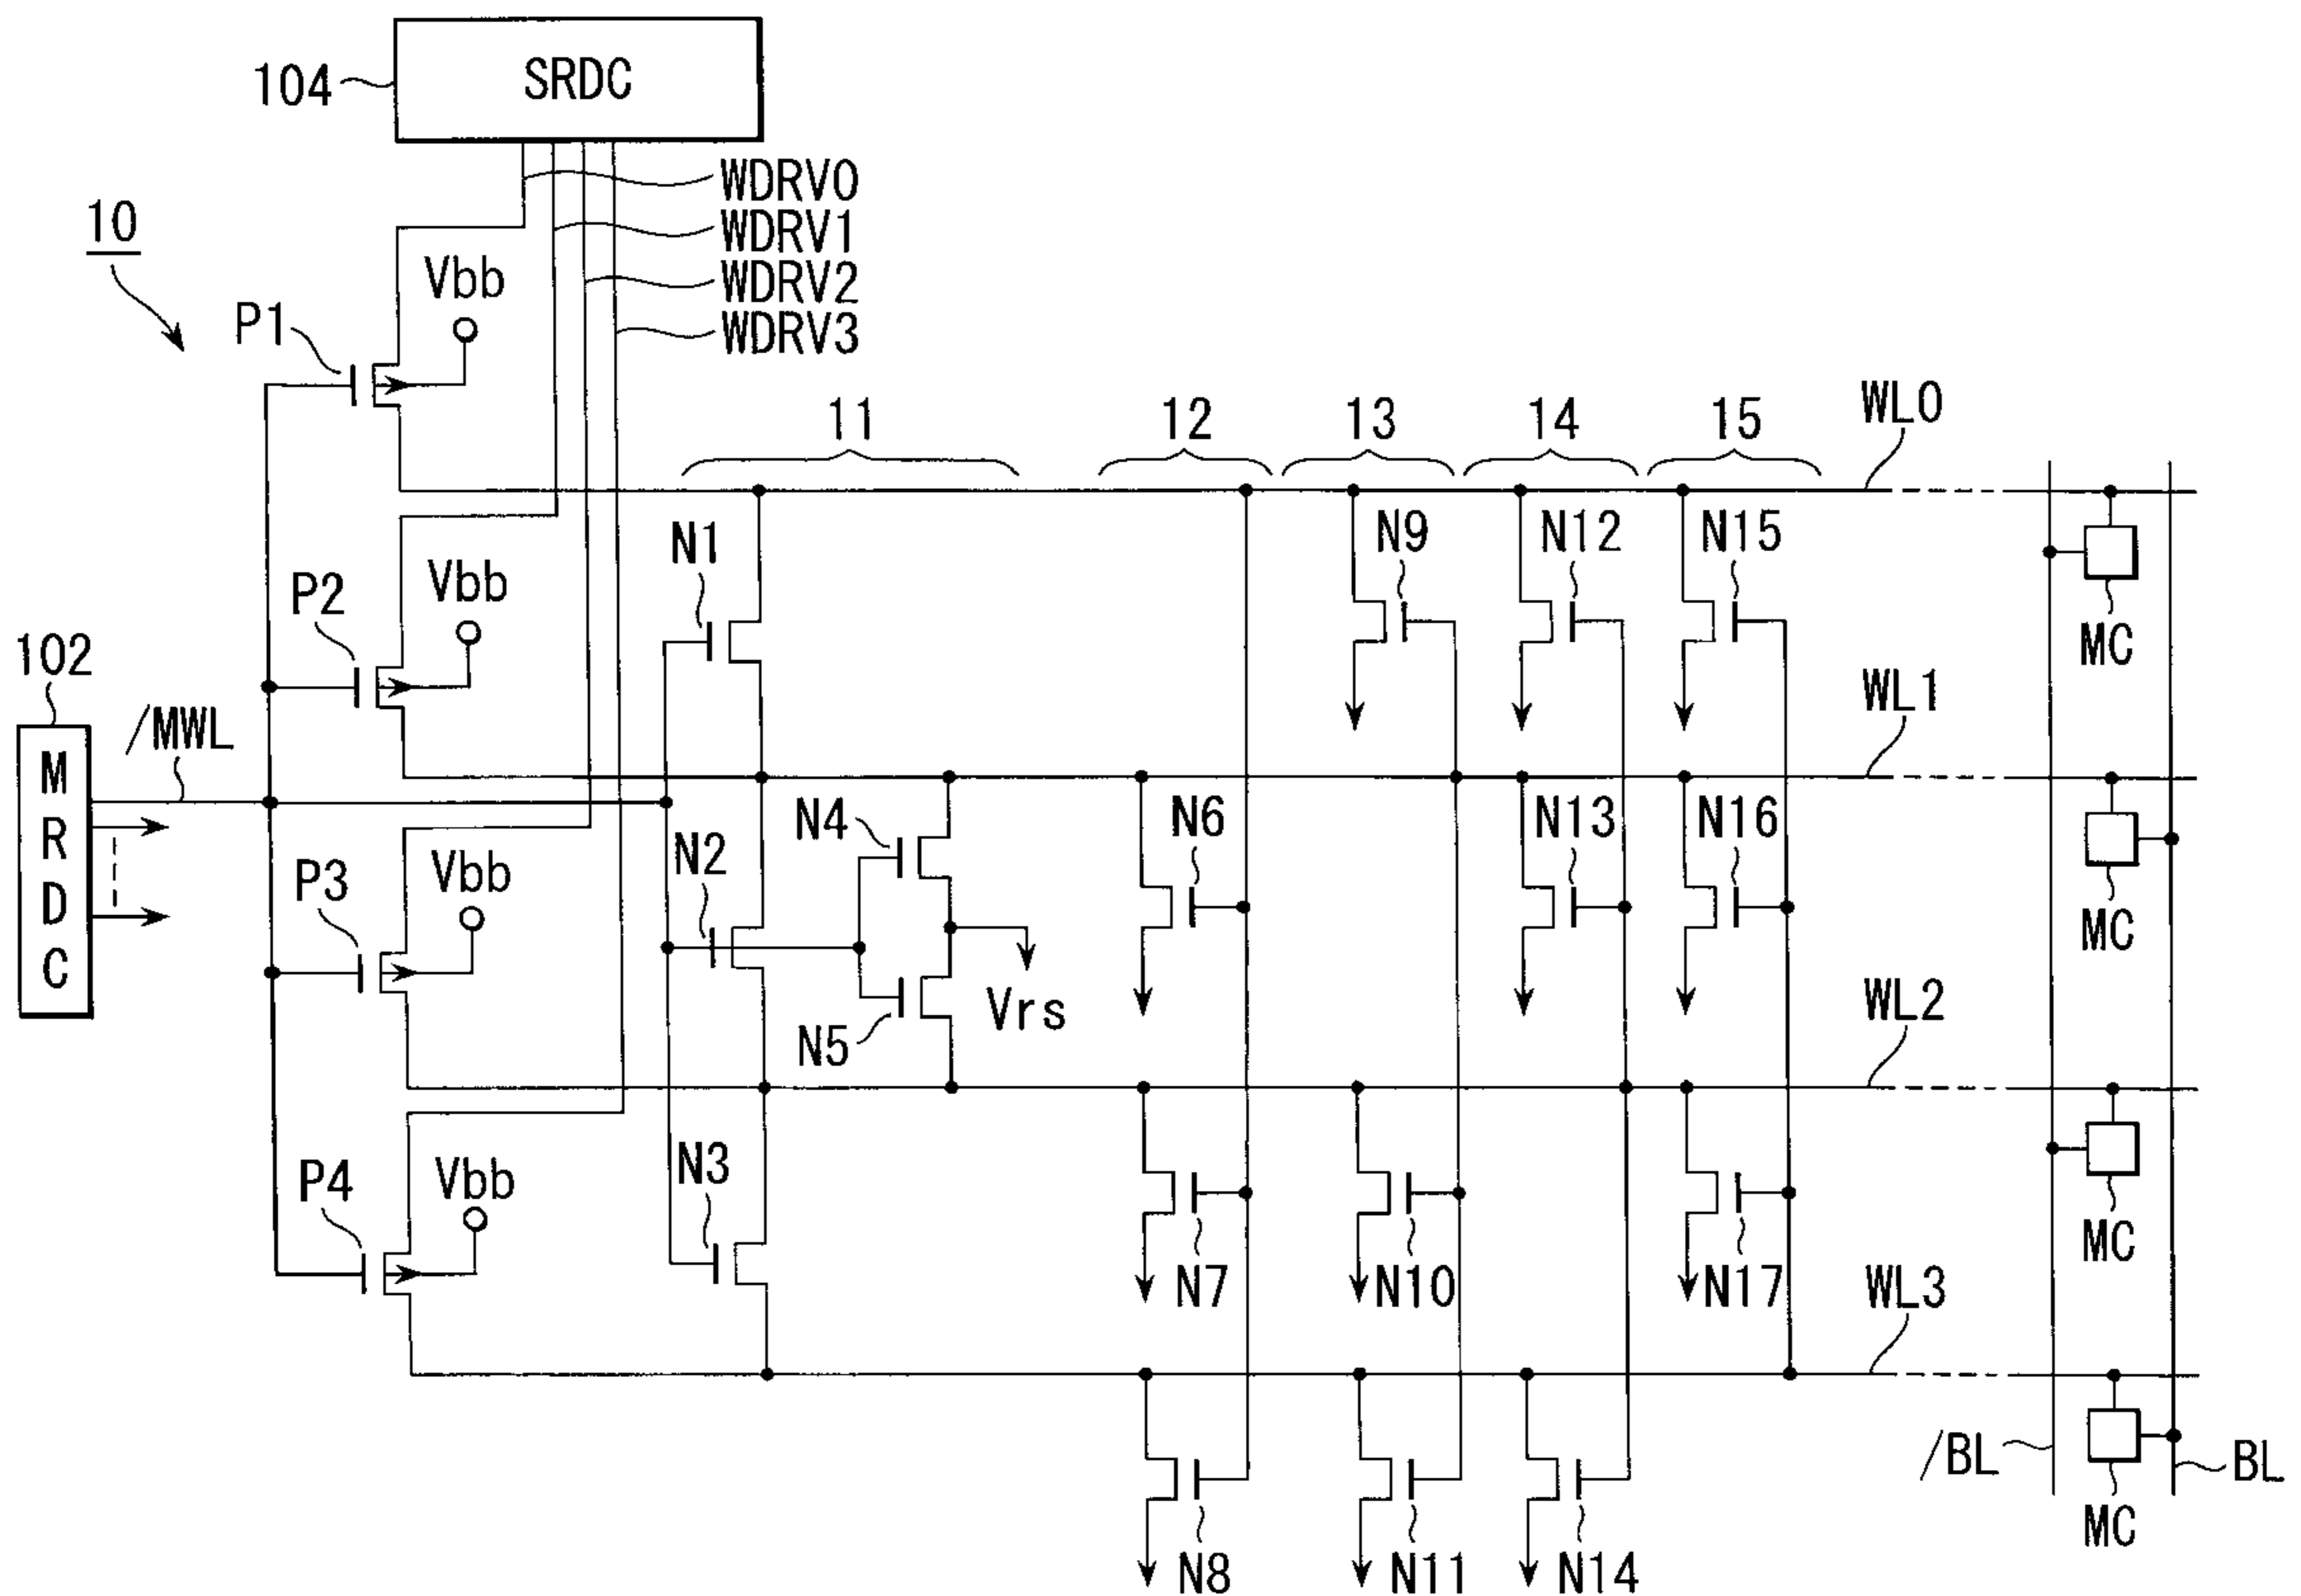 104
SRDC
WDRV0
WDRV1
WDRV2
WDRV3
10
Vbb
P1
11
12
13
14
15
WL0
N1
N9
N12
N15
MC
P2
Vbb
102
/MWL
M
R
D
C
WL1
N4
N6
N13
N16
N2
P3
Vbb
MC
N5
Vrs
WL2
P4
Vbb
N3
N7
N10
N17
MC
WL3
/BL
BL
N8
N11
N14
MC